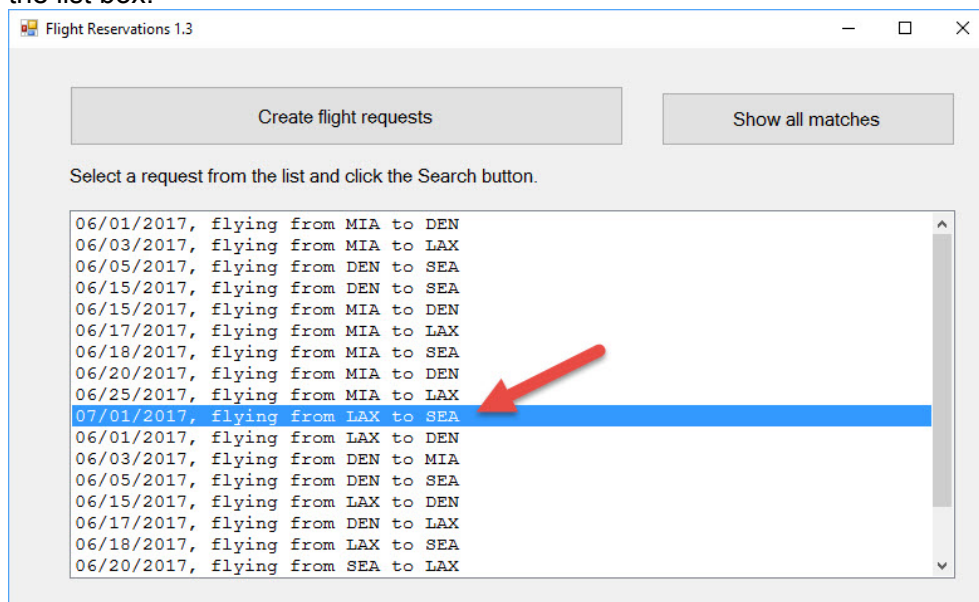 the list box.
Flight Reservations 1.3
Create flight requests
Show all matches
Select a request from the list and click the Search button.
06/01/2017, flying from MIA to DEN
06/03/2017, flying from MIA to LAX
06/05/2017, flying from DEN to SEA
06/15/2017, flying from DEN to SEA
06/15/2017, flying from MIA to DEN
06/17/2017, flying from MIA to LAX
06/18/2017, flying from MIA to SEA
06/20/2017, flying from MIA to DEN
06/25/2017, flying from MIA to LAX
07/01/2017, flying from LAX to SEA
06/01/2017, flying from LAX to DEN
06/03/2017, flying from DEN to MIA
06/05/2017, flying from DEN to SEA
06/15/2017, flying from LAX to DEN
06/17/2017, flying from DEN to LAX
06/18/2017, flying from LAX to SEA
06/20/2017, flying from SEA to LAX